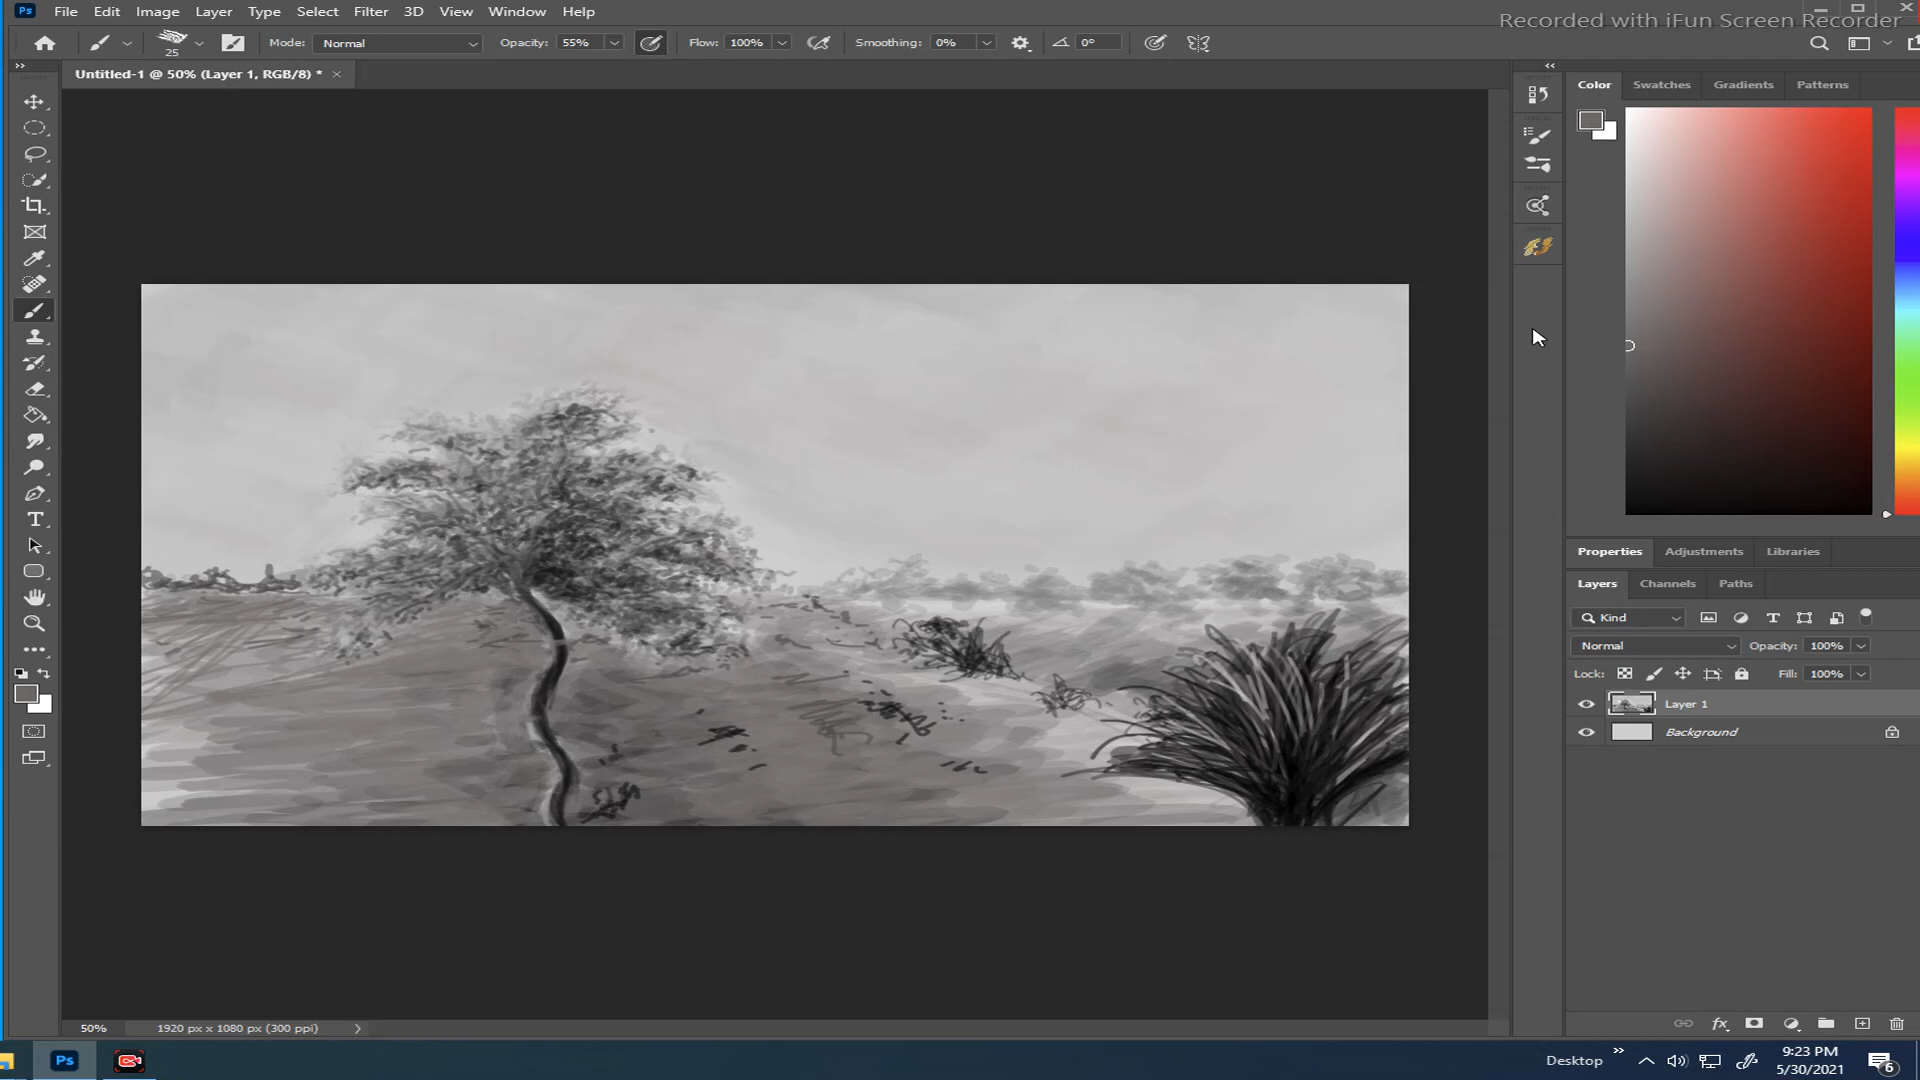 Ps File Edit Image Layer Type Select Filter 3D View Window Help
Recorded with iFun Screen Recorder
25 Mode: Normal Opacity: 55% Flow: 100% Smoothing: 0% 0°
Untitled-1 @ 50% (Layer 1, RGB/8) * ×
Color Swatches Gradients Patterns
Properties Adjustments Libraries
Layers Channels Paths
Kind
Normal Opacity: 100%
Lock: Fill: 100%
Layer 1
Background
50% 1920 px x 1080 px (300 ppi)
Ps Desktop 9:23 PM
5/30/2021 6